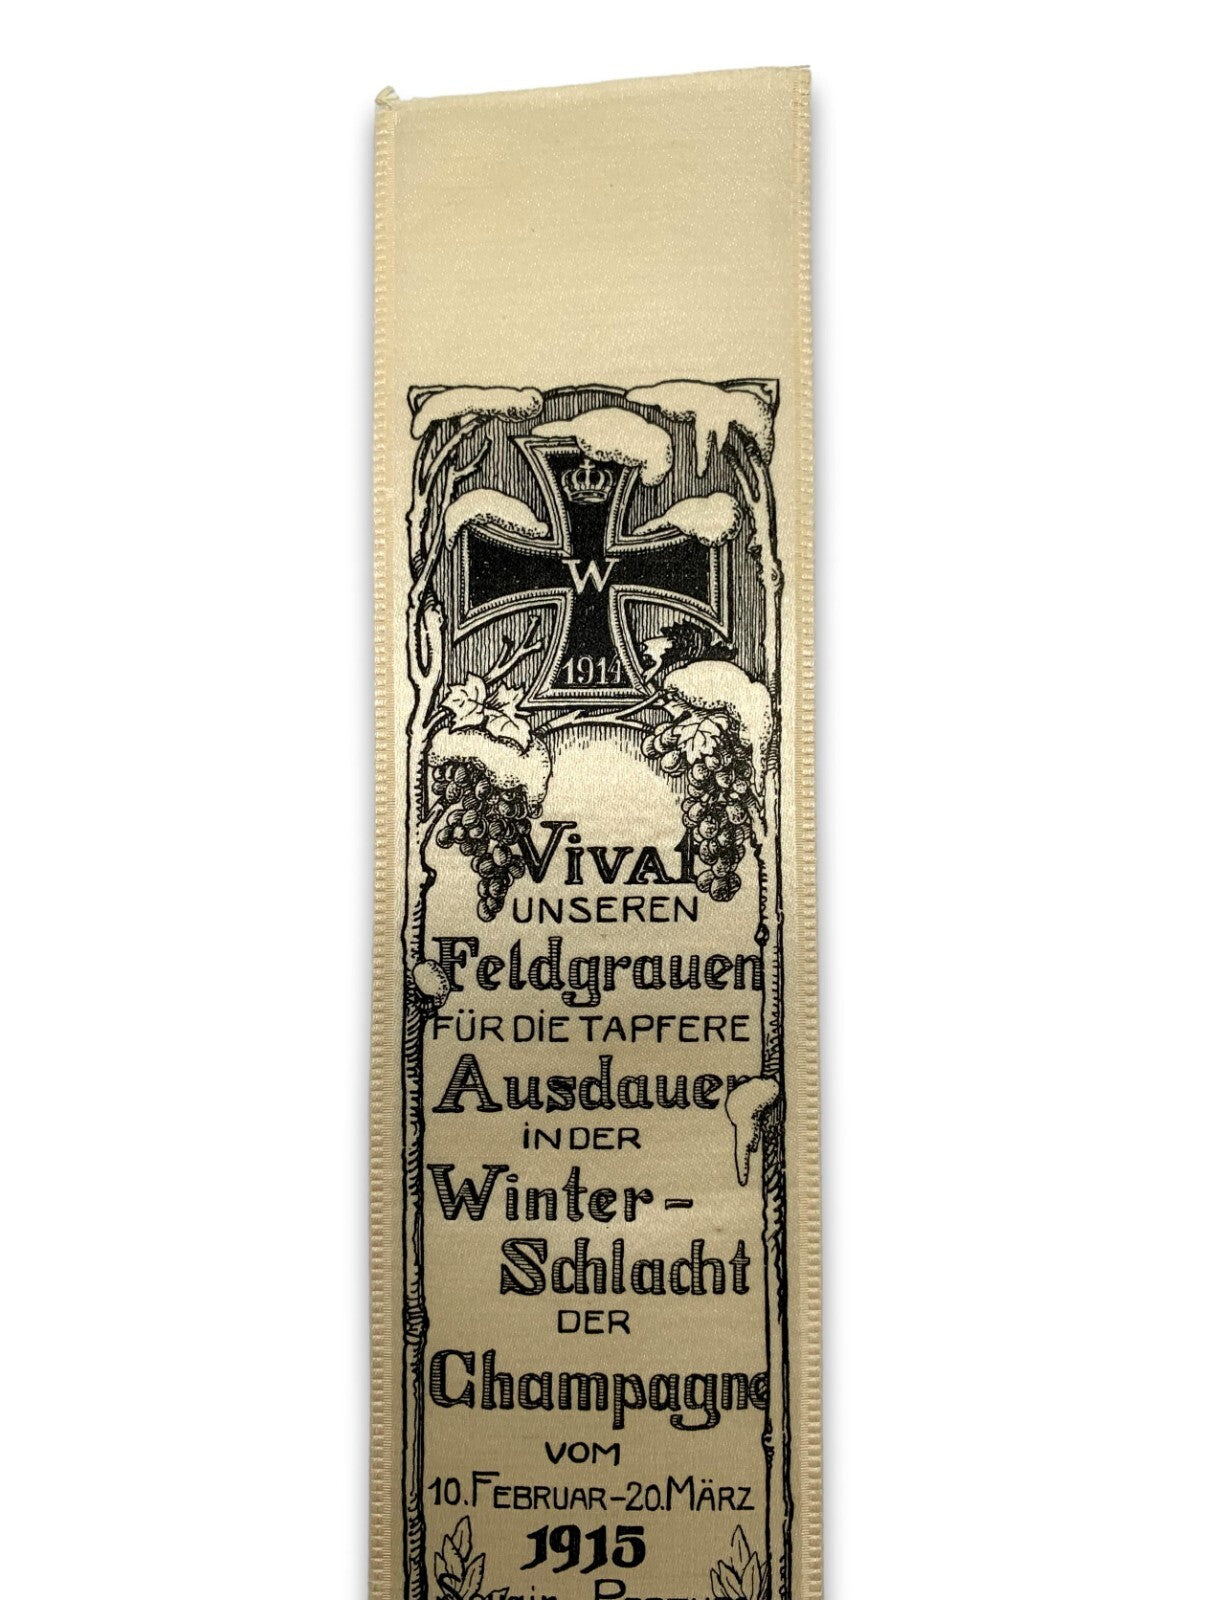 W
1914
Vivat
UNSEREN
Feldgrauen
FÜR DIE TAPFERE
Ausdauer
IN DER
Winter-
Schlacht
DER
Champagne
VOM
10. FEBRUAR-20. MÄRZ
1915